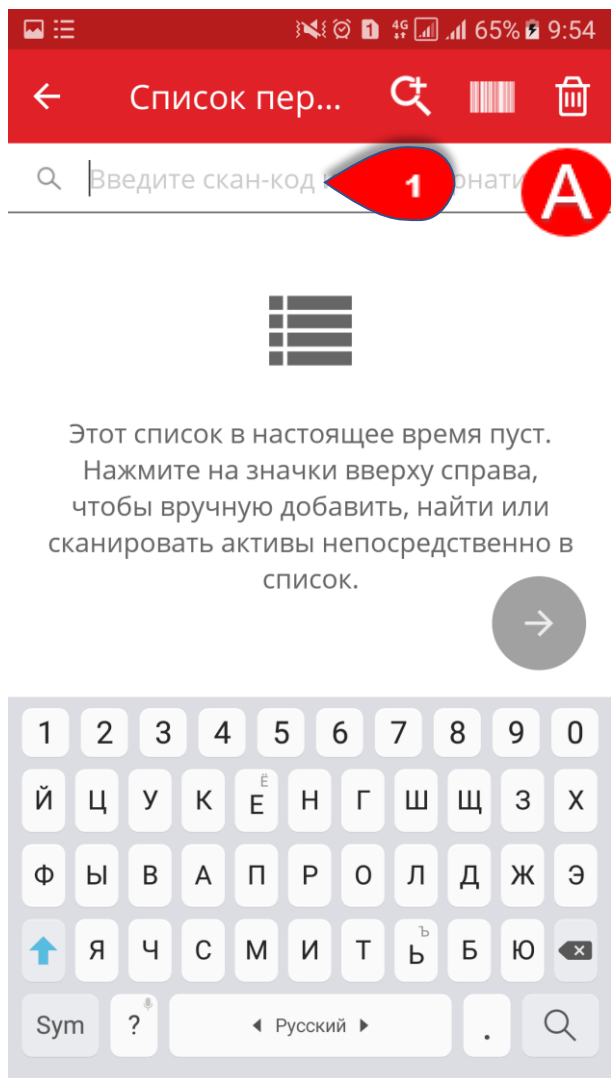 1 4G 65% 9:54
Список пер...
Введите скан-код
1
A
Этот список в настоящее время пуст.
Нажмите на значки вверху справа,
чтобы вручную добавить, найти или
сканировать активы непосредственно в
список.
1 2 3 4 5 6 7 8 9 0
Ё
Й Ц У К Е Н Г Ш Щ З Х
Ф Ы В А П Р О Л Д Ж Э
Ъ
Я Ч С М И Т Ь Б Ю
Sym ? Русский .